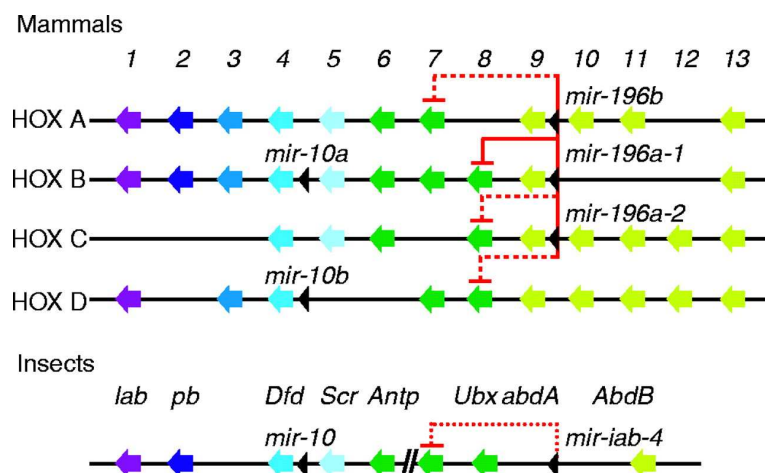 Mammals
1 2 3 4 5 6 7 8 9 10 11 12 13
HOX A mir-196b
mir-10a mir-196a-1
HOX B
mir-196a-2
HOX C
mir-10b
HOX D
Insects
lab pb Dfd Scr Antp Ubx abdA AbdB
mir-10 mir-iab-4